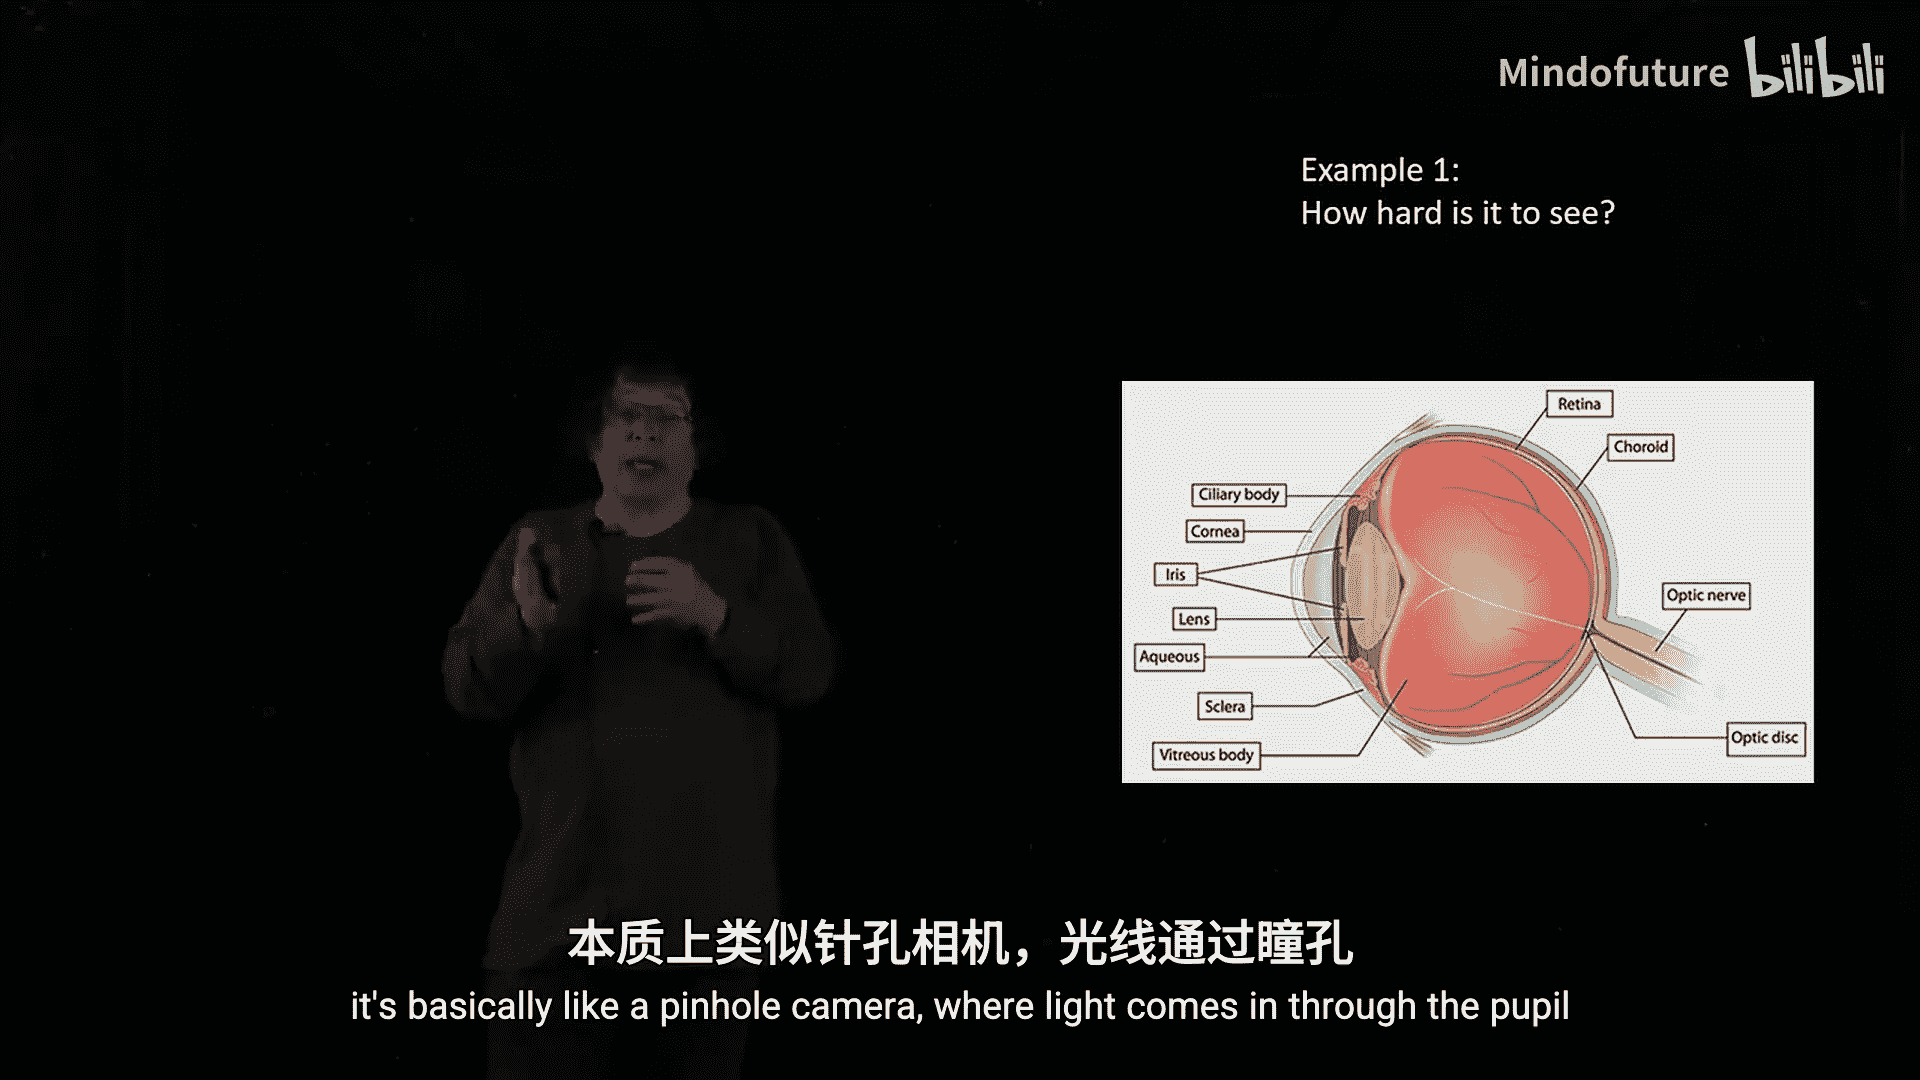 Mindofuture bilibili
Example 1:
How hard is it to see?
Retina
Choroid
Ciliary body
Cornea
Iris
Lens
Aqueous
Sclera
Vitreous body
Optic nerve
Optic disc
本质上类似针孔相机，光线通过瞳孔
it's basically like a pinhole camera, where light comes in through the pupil